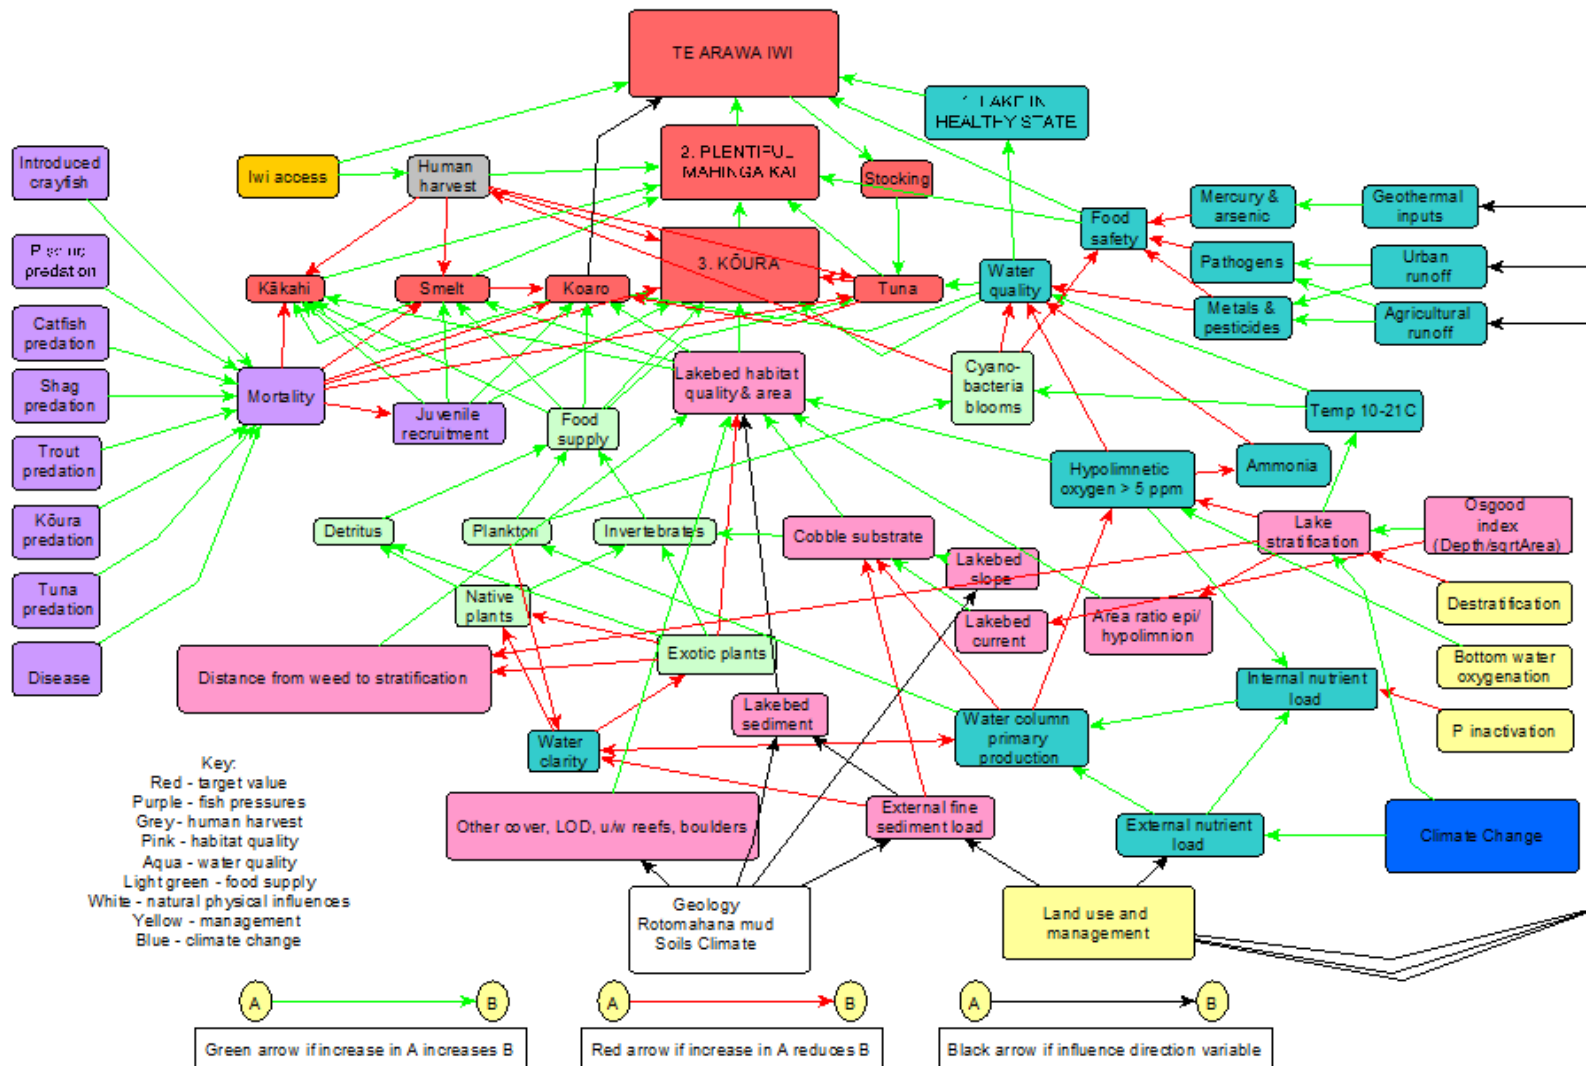 TE ARAWA IWI
1. LAKE IN
HEALTHY STATE
Introduced
crayfish
Iwi access
Human
harvest
2. PLENTIFUL
MAHINGA KAI
Stocking
Mercury &
arsenic
Geothermal
inputs
Food
safety
predation
3. KŌURA
Pathogens
Urban
runoff
Kākahi
Smelt
Koaro
Tuna
Water
quality
Metals &
pesticides
Agricultural
runoff
Catfish
predation
Shag
predation
Mortality
Juvenile
recruitment
Food
supply
Lakebed habitat
quality & area
Cyano-
bacteria
blooms
Temp 10-21C
Trout
predation
Hypolimnetic
oxygen > 5 ppm
Ammonia
Kōura
predation
Detritus
Plankton
Invertebrates
Cobble substrate
Lake
stratification
Osgood
index
(Depth/sqrtArea)
Lakebed
slope
Tuna
predation
Native
plants
Lakebed
current
Area ratio epi/
hypolimnion
Destratification
Disease
Distance from weed to stratification
Exotic plants
Bottom water
oxygenation
Internal nutrient
load
Lakebed
sediment
Water
clarity
Water column
primary
production
P inactivation
Key:
Red - target value
Purple - fish pressures
Grey - human harvest
Pink - habitat quality
Aqua - water quality
Light green - food supply
White - natural physical influences
Yellow - management
Blue - climate change
Other cover, LOD, u/w reefs, boulders
External fine
sediment load
External nutrient
load
Climate Change
Geology
Rotomahana mud
Soils Climate
Land use and
management
A
B
A
B
A
B
Green arrow if increase in A increases B
Red arrow if increase in A reduces B
Black arrow if influence direction variable